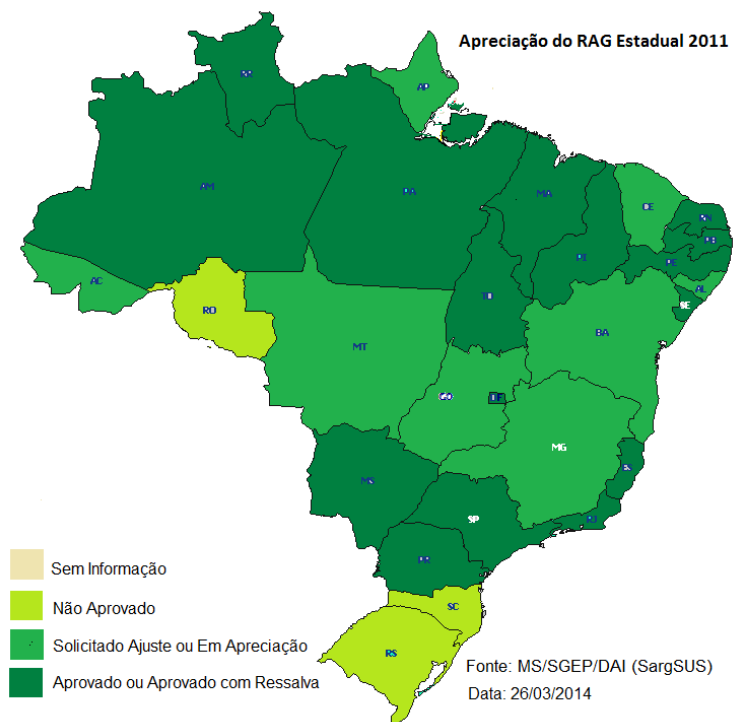 Apreciação do RAG Estadual 2011
RR
AP
AM
PA
MA
CE
RN
PB
PI
PE
AC
AL
TO
SE
RO
BA
MT
GO
DF
MG
MS
ES
SP
RJ
PR
SC
RS
Sem Informação
Não Aprovado
Solicitado Ajuste ou Em Apreciação
Aprovado ou Aprovado com Ressalva
Fonte: MS/SGEP/DAI (SargSUS)
Data: 26/03/2014